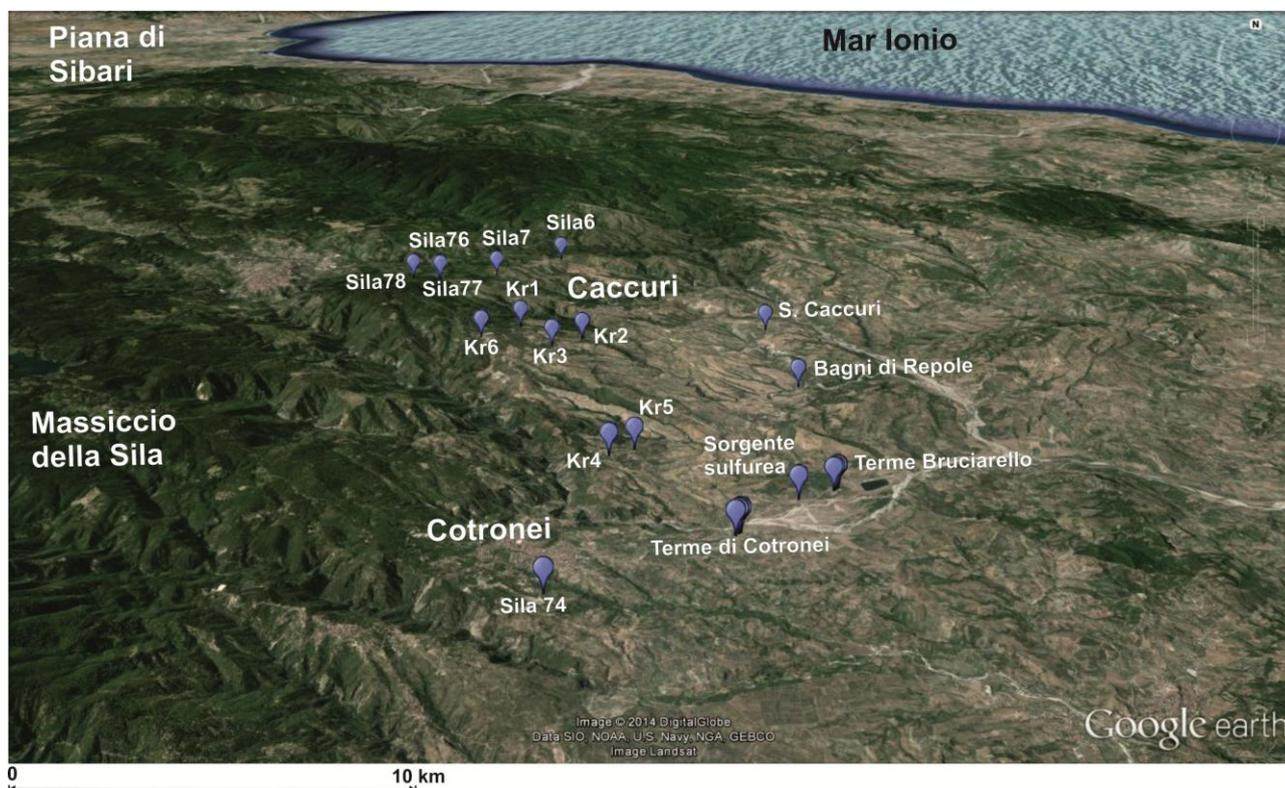 Piana di
Sibari
Mar Ionio
N
Sila6
Sila76
Sila7
Sila78
Sila77
Kr1
Caccuri
S. Caccuri
Kr6
Kr3
Kr2
Bagni di Repole
Massiccio
della Sila
Kr5
Kr4
Sorgente
sulfurea
Terme Bruciarello
Cotronei
Terme di Cotronei
Sila 74
Image © 2014 DigitalGlobe
Data SIO, NOAA, U.S. Navy, NGA, GEBCO
Image Landsat
Google earth
0
10 km